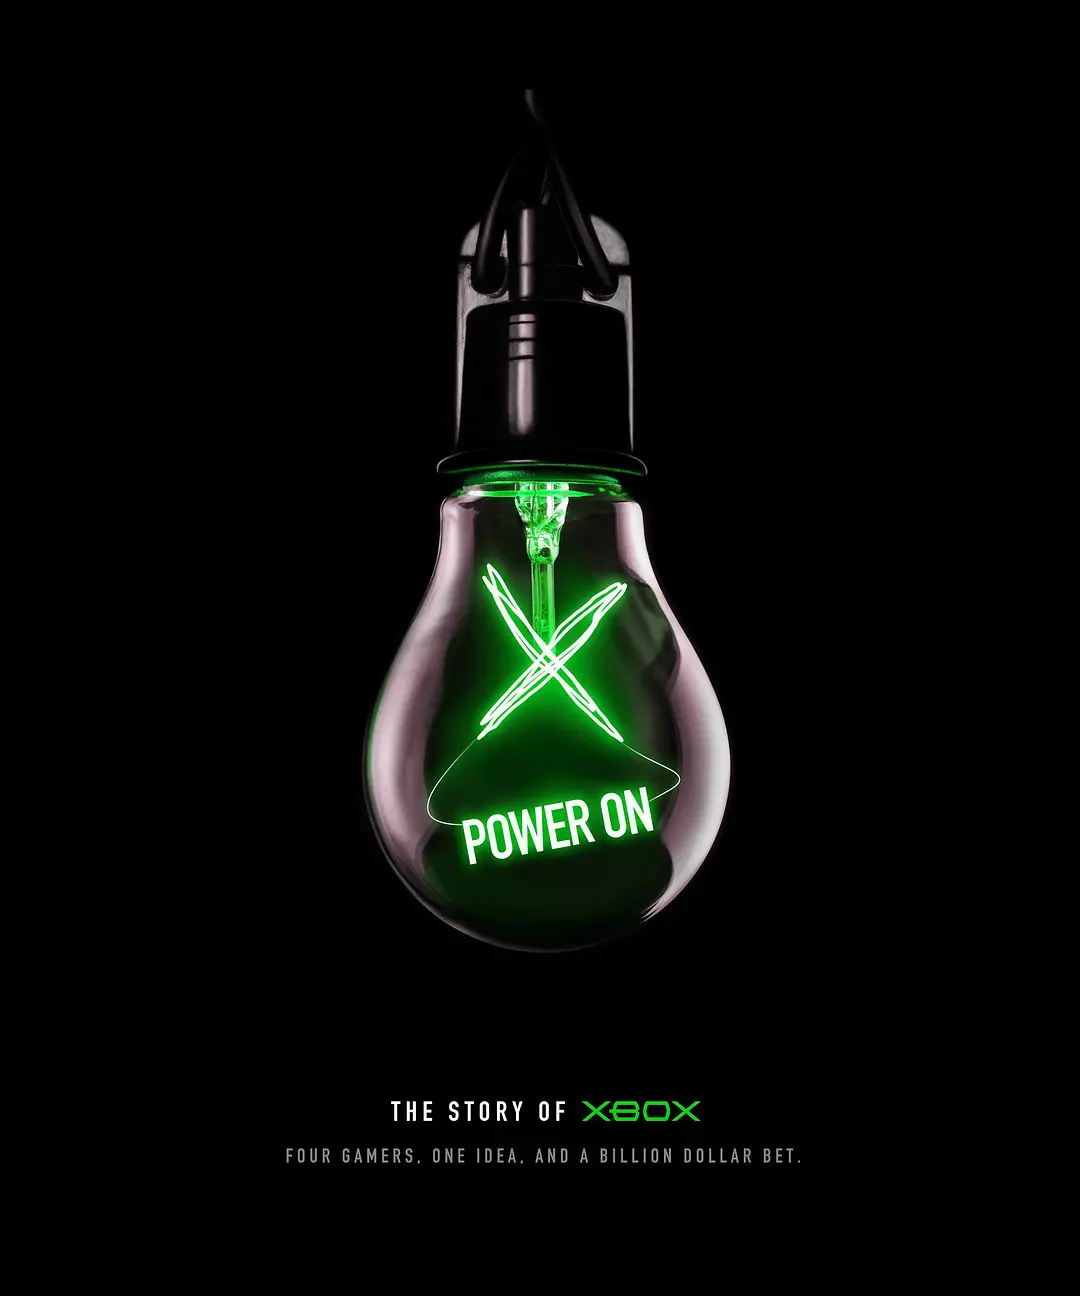 POWER ON
THE STORY OF XBOX
FOUR GAMERS, ONE IDEA, AND A BILLION DOLLAR BET.